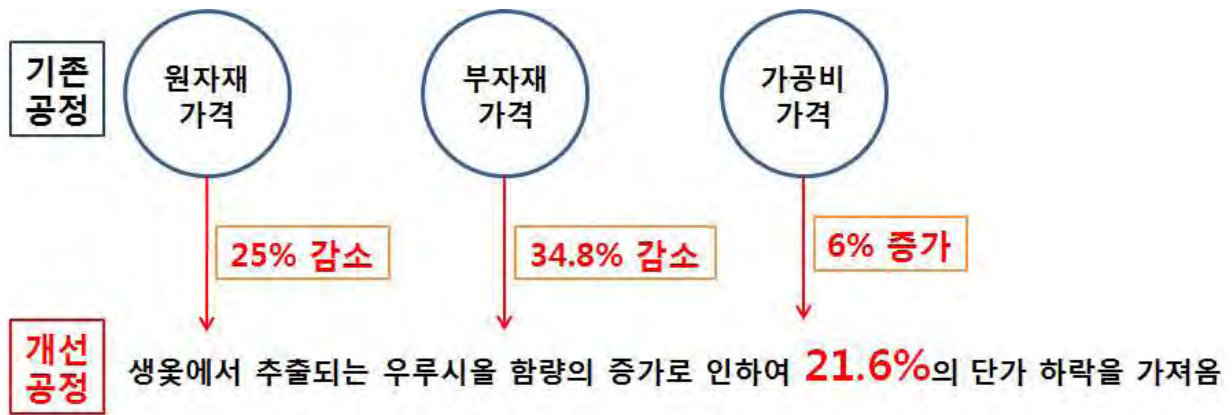 기존
공정
원자재
가격
부자재
가격
가공비
가격
25% 감소
34.8% 감소
6% 증가
개선
공정
생옻에서 추출되는 우루시올 함량의 증가로 인하여 21.6%의 단가 하락을 가져옴